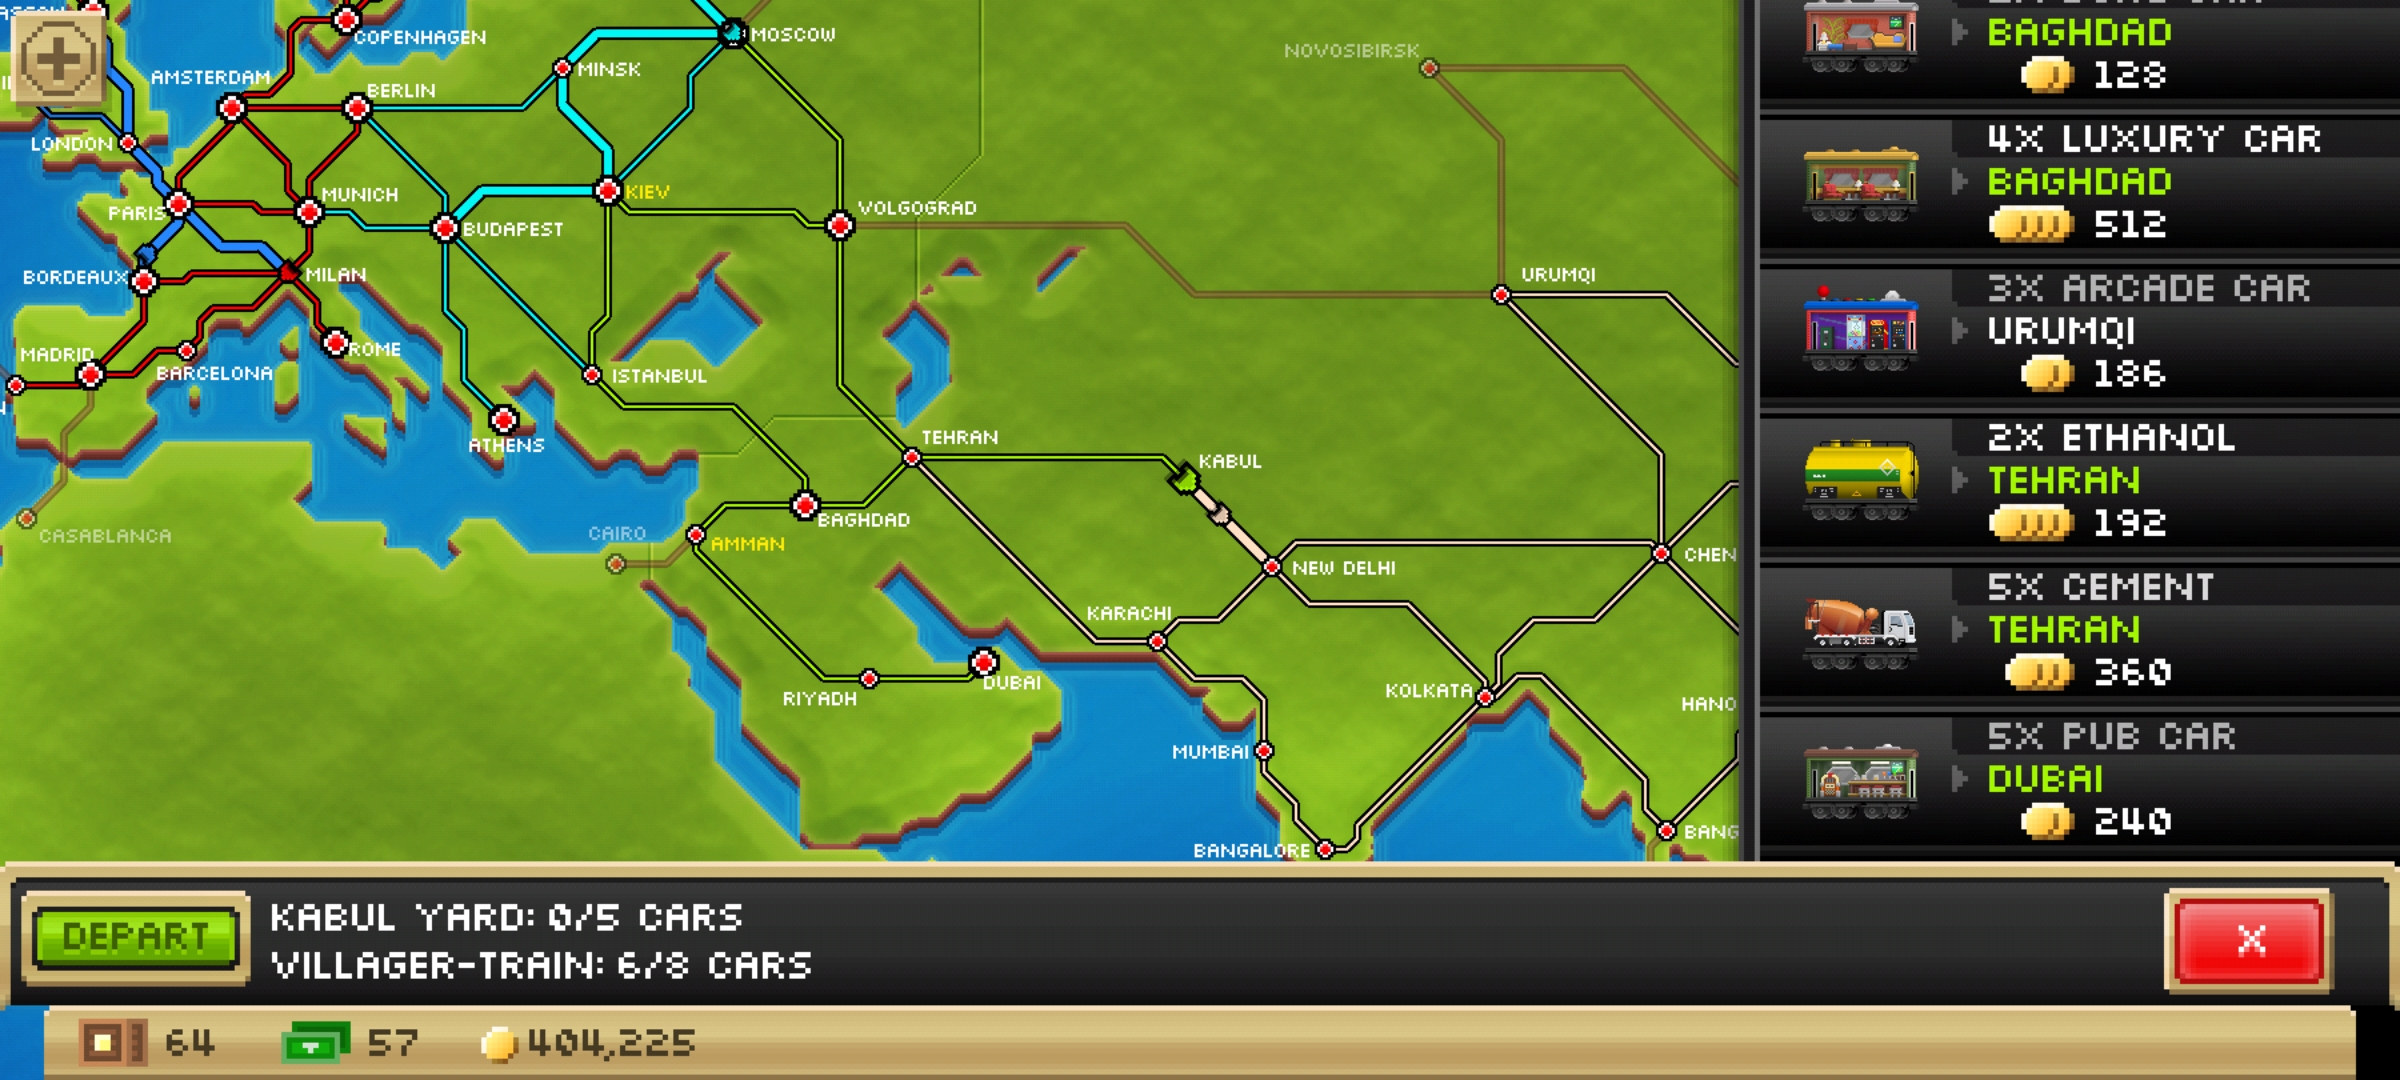 COPENHAGEN
MOSCOW
NOVOSIBIRSK
AMSTERDAM
MINSK
BERLIN
LONDON
MUNICH
KIEV
PARIS
VOLGOGRAD
BUDAPEST
BORDEAUX
MILAN
URUMQI
MADRID
ROME
BARCELONA
ISTANBUL
ATHENS
TEHRAN
KABUL
BAGHDAD
CASABLANCA
CAIRO
AMMAN
CHEN
NEW DELHI
KARACHI
DUBAI
RIYADH
KOLKATA
HANO
MUMBAI
BANG
BANGALORE
BAGHDAD
128
4X LUXURY CAR
BAGHDAD
512
3X ARCADE CAR
URUMQI
186
2X ETHANOL
TEHRAN
192
5X CEMENT
TEHRAN
360
5X PUB CAR
DUBAI
240
DEPART
KABUL YARD: 0/5 CARS
VILLAGER-TRAIN: 6/8 CARS
X
64
57
404,225